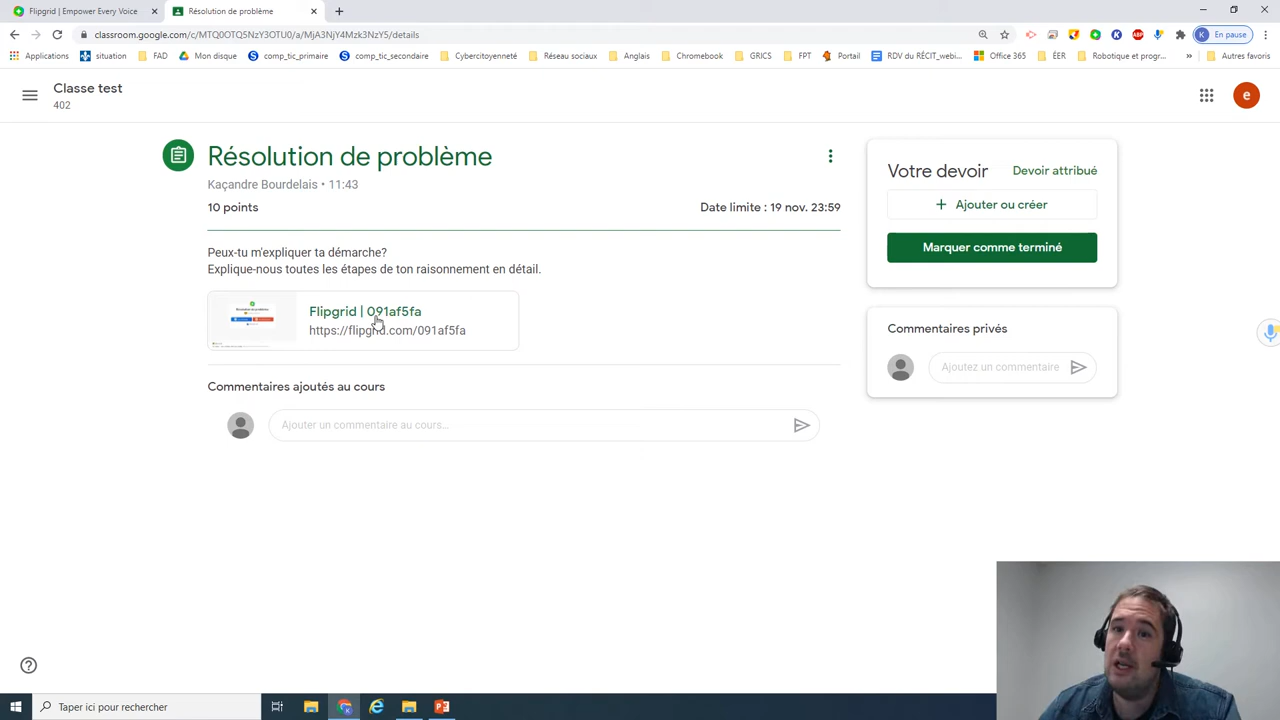 Flipgrid | Empower Every Voice
Résolution de problème
classroom.google.com/c/MTQ0OTQ5NzY3OTU0/a/MjA3NjY4Mzk3NzY5/details
En pause
Applications situation FAD Mon disque comp_tic_primaire comp_tic_secondaire Cybercitoyenneté Réseau sociaux Anglais Chromebook GRICS FPT Portail RDV du RÉCIT_webi... Office 365 ÉER Robotique et progr... » Autres favoris
Classe test
402
e
Résolution de problème
Kaçandre Bourdelais • 11:43
10 points
Date limite : 19 nov. 23:59
Peux-tu m'expliquer ta démarche?
Explique-nous toutes les étapes de ton raisonnement en détail.
Flipgrid | 091af5fa
https://flipgrid.com/091af5fa
Commentaires ajoutés au cours
Ajouter un commentaire au cours...
Votre devoir
Devoir attribué
+ Ajouter ou créer
Marquer comme terminé
Commentaires privés
Ajoutez un commentaire
Taper ici pour rechercher